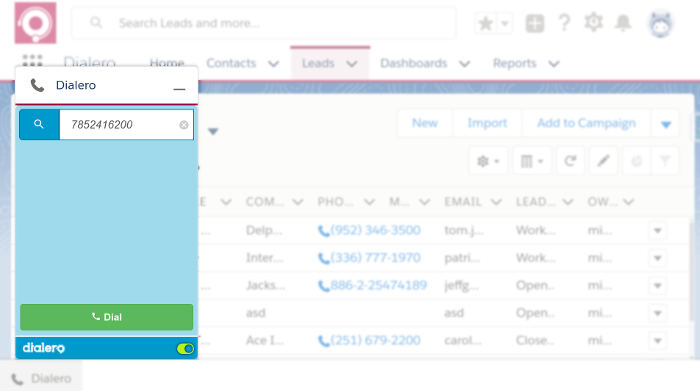 Search Leads and more...
Dialero Home Contacts Leads Dashboards Reports
Dialero
7852416200
New Import Add to Campaign
E COM... PHO... M... EMAIL LEAD... OW...
... Delp... (952) 346-3500 tom.j... Work... mi...
Inter... (336) 777-1970 patri... Work... mi...
... Jacks... 886-2-25474189 jeffg... Open.. mi...
asd Open.. mi...
... Ace I... (251) 679-2200 carol... Close.. mi...
Dial
dialero
Dialero